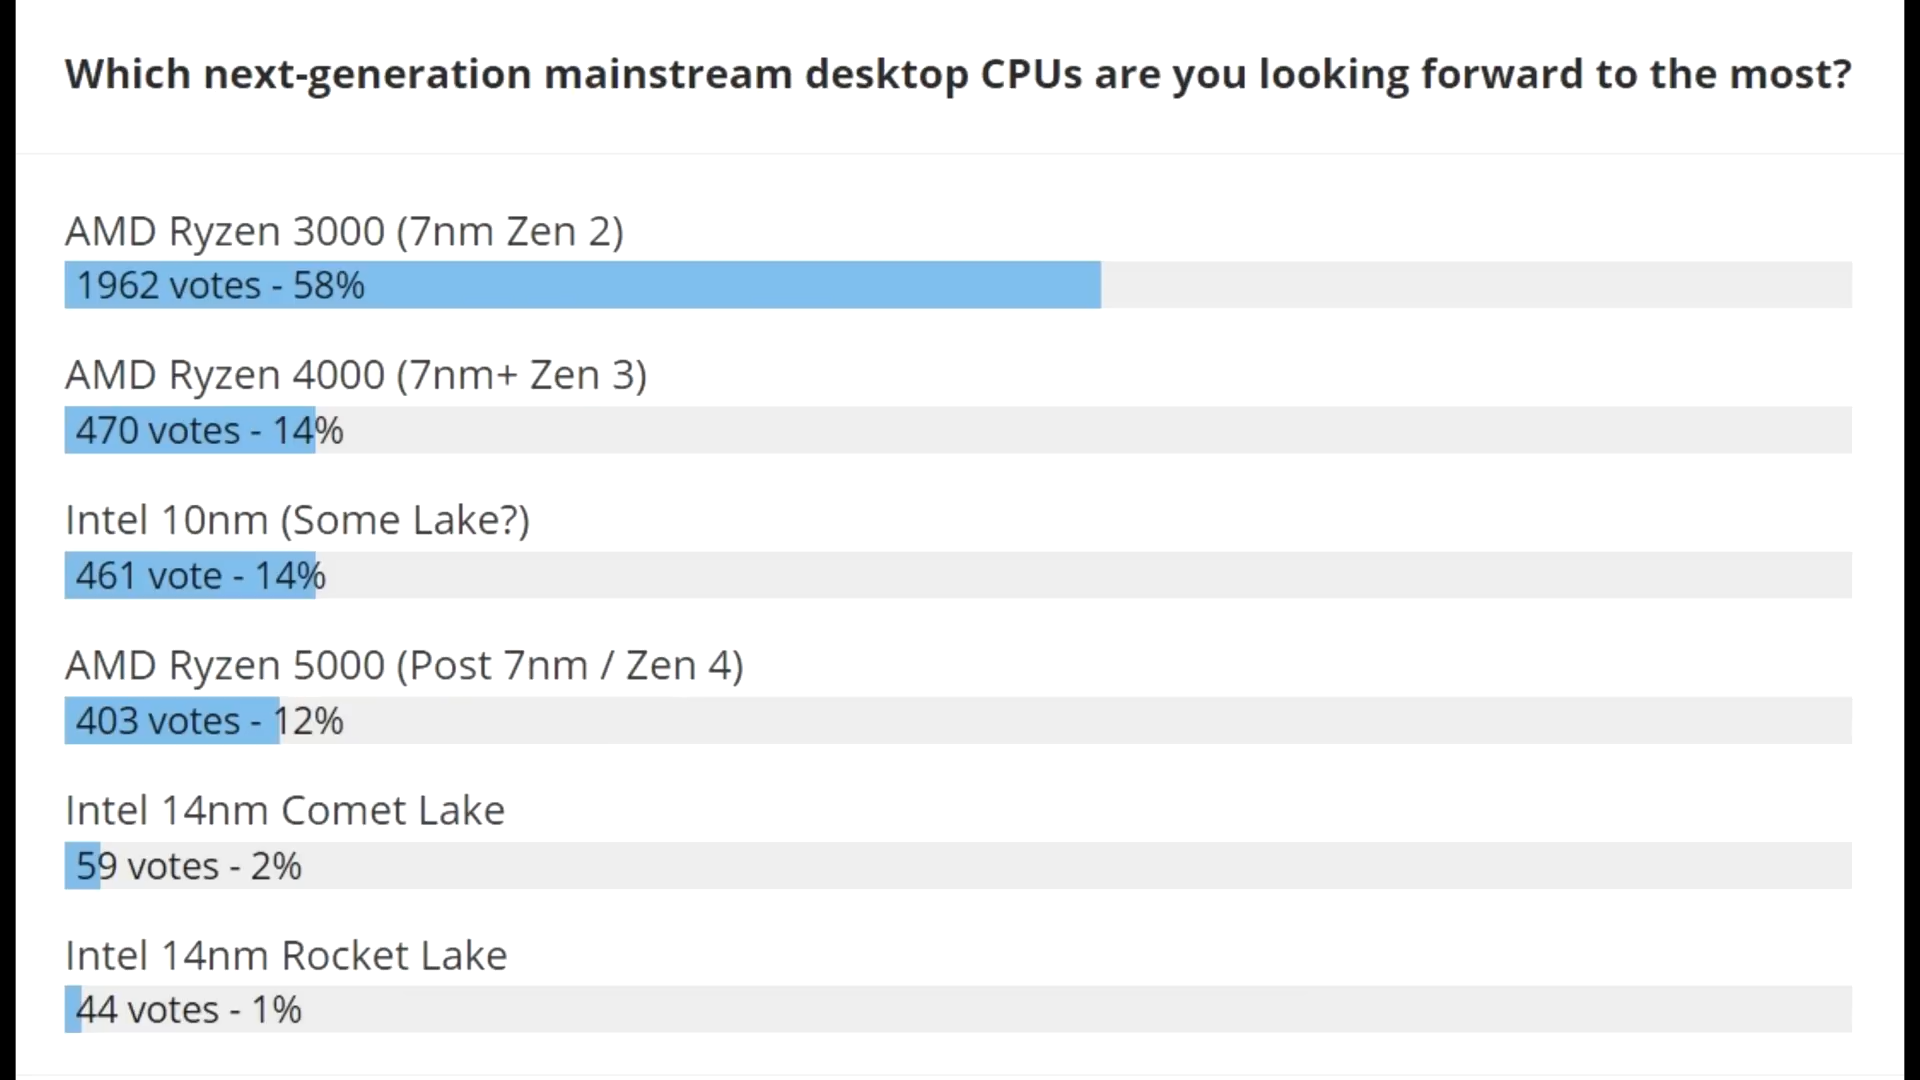 Which next-generation mainstream desktop CPUs are you looking forward to the most?
AMD Ryzen 3000 (7nm Zen 2)
1962 votes - 58%
AMD Ryzen 4000 (7nm+ Zen 3)
470 votes - 14%
Intel 10nm (Some Lake?)
461 vote - 14%
AMD Ryzen 5000 (Post 7nm / Zen 4)
403 votes - 12%
Intel 14nm Comet Lake
59 votes - 2%
Intel 14nm Rocket Lake
44 votes - 1%